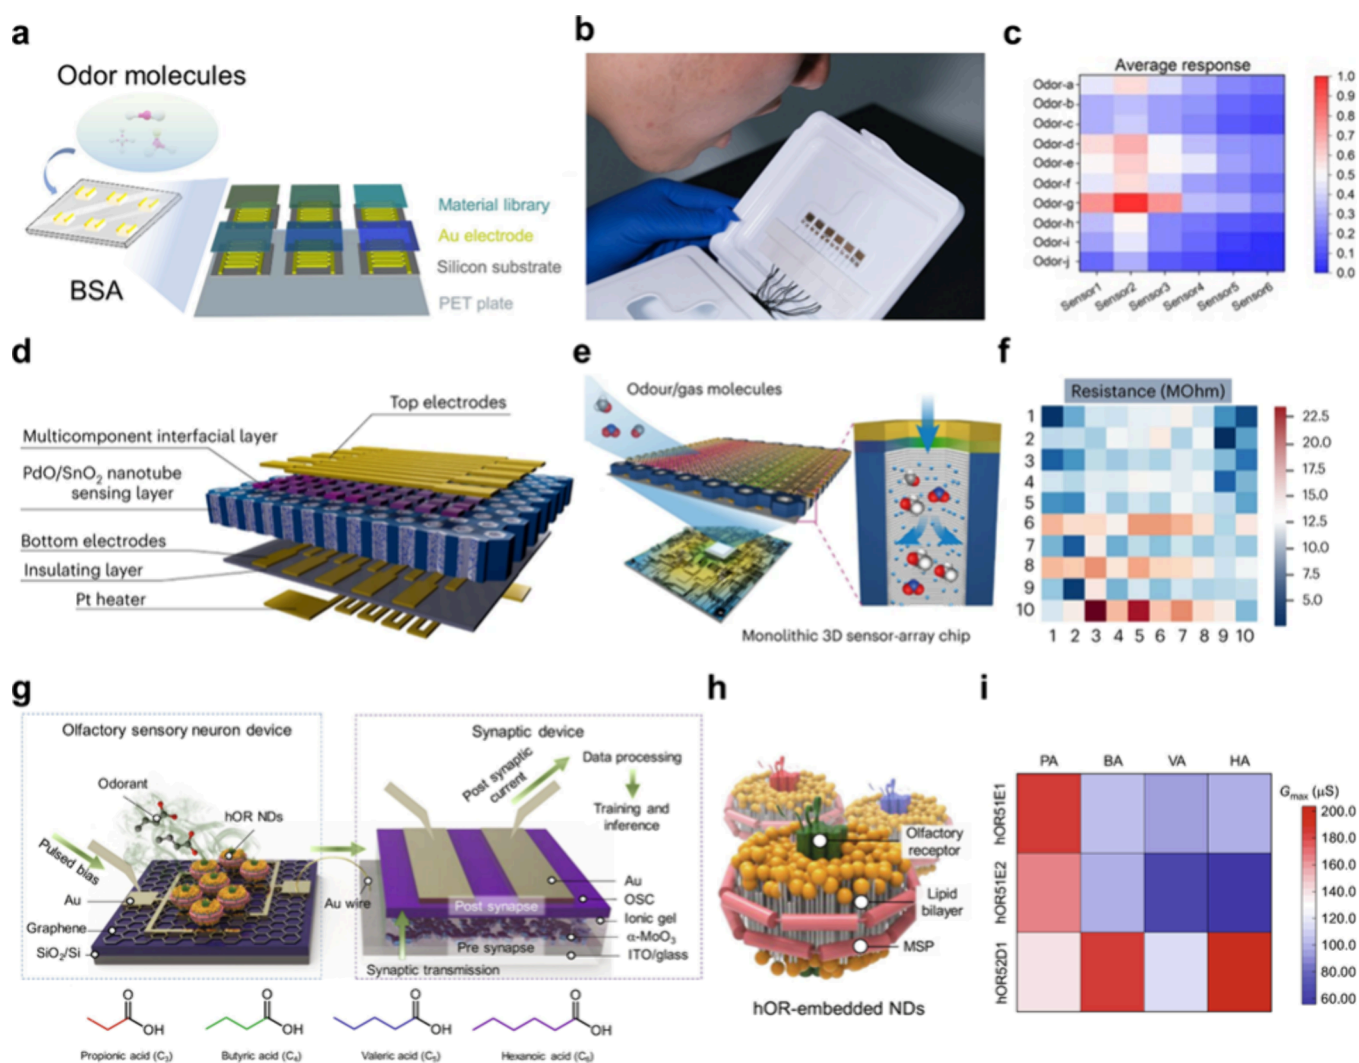 a
Odor molecules
BSA
Material library
Au electrode
Silicon substrate
PET plate
b
c
Average response
Odor-a
Odor-b
Odor-c
Odor-d
Odor-e
Odor-f
Odor-g
Odor-h
Odor-i
Odor-j
Sensor1
Sensor2
Sensor3
Sensor4
Sensor5
Sensor6
1.0
0.9
0.8
0.7
0.6
0.5
0.4
0.3
0.2
0.1
0.0
d
Top electrodes
Multicomponent interfacial layer
PdO/SnO₂ nanotube
sensing layer
Bottom electrodes
Insulating layer
Pt heater
e
Odour/gas molecules
Monolithic 3D sensor-array chip
f
Resistance (MOhm)
1
2
3
4
5
6
7
8
9
10
1 2 3 4 5 6 7 8 9 10
22.5
20.0
17.5
15.0
12.5
10.0
7.5
5.0
g
Olfactory sensory neuron device
Odorant
hOR NDs
Pulsed bias
Au
Graphene
SiO₂/Si
Au wire
Synaptic device
Post synaptic
current
Data processing
Training and
inference
Au
OSC
Post synapse
Ionic gel
α-MoO₃
Pre synapse
ITO/glass
Synaptic transmission
O
OH
O
OH
O
OH
O
OH
Propionic acid (C₃)
Butyric acid (C₄)
Valeric acid (C₅)
Hexanoic acid (C₆)
h
Olfactory
receptor
Lipid
bilayer
MSP
hOR-embedded NDs
i
PA BA VA HA
hOR51E1
hOR51E2
hOR52D1
Gmax (μS)
200.0
180.0
160.0
140.0
120.0
100.0
80.00
60.00